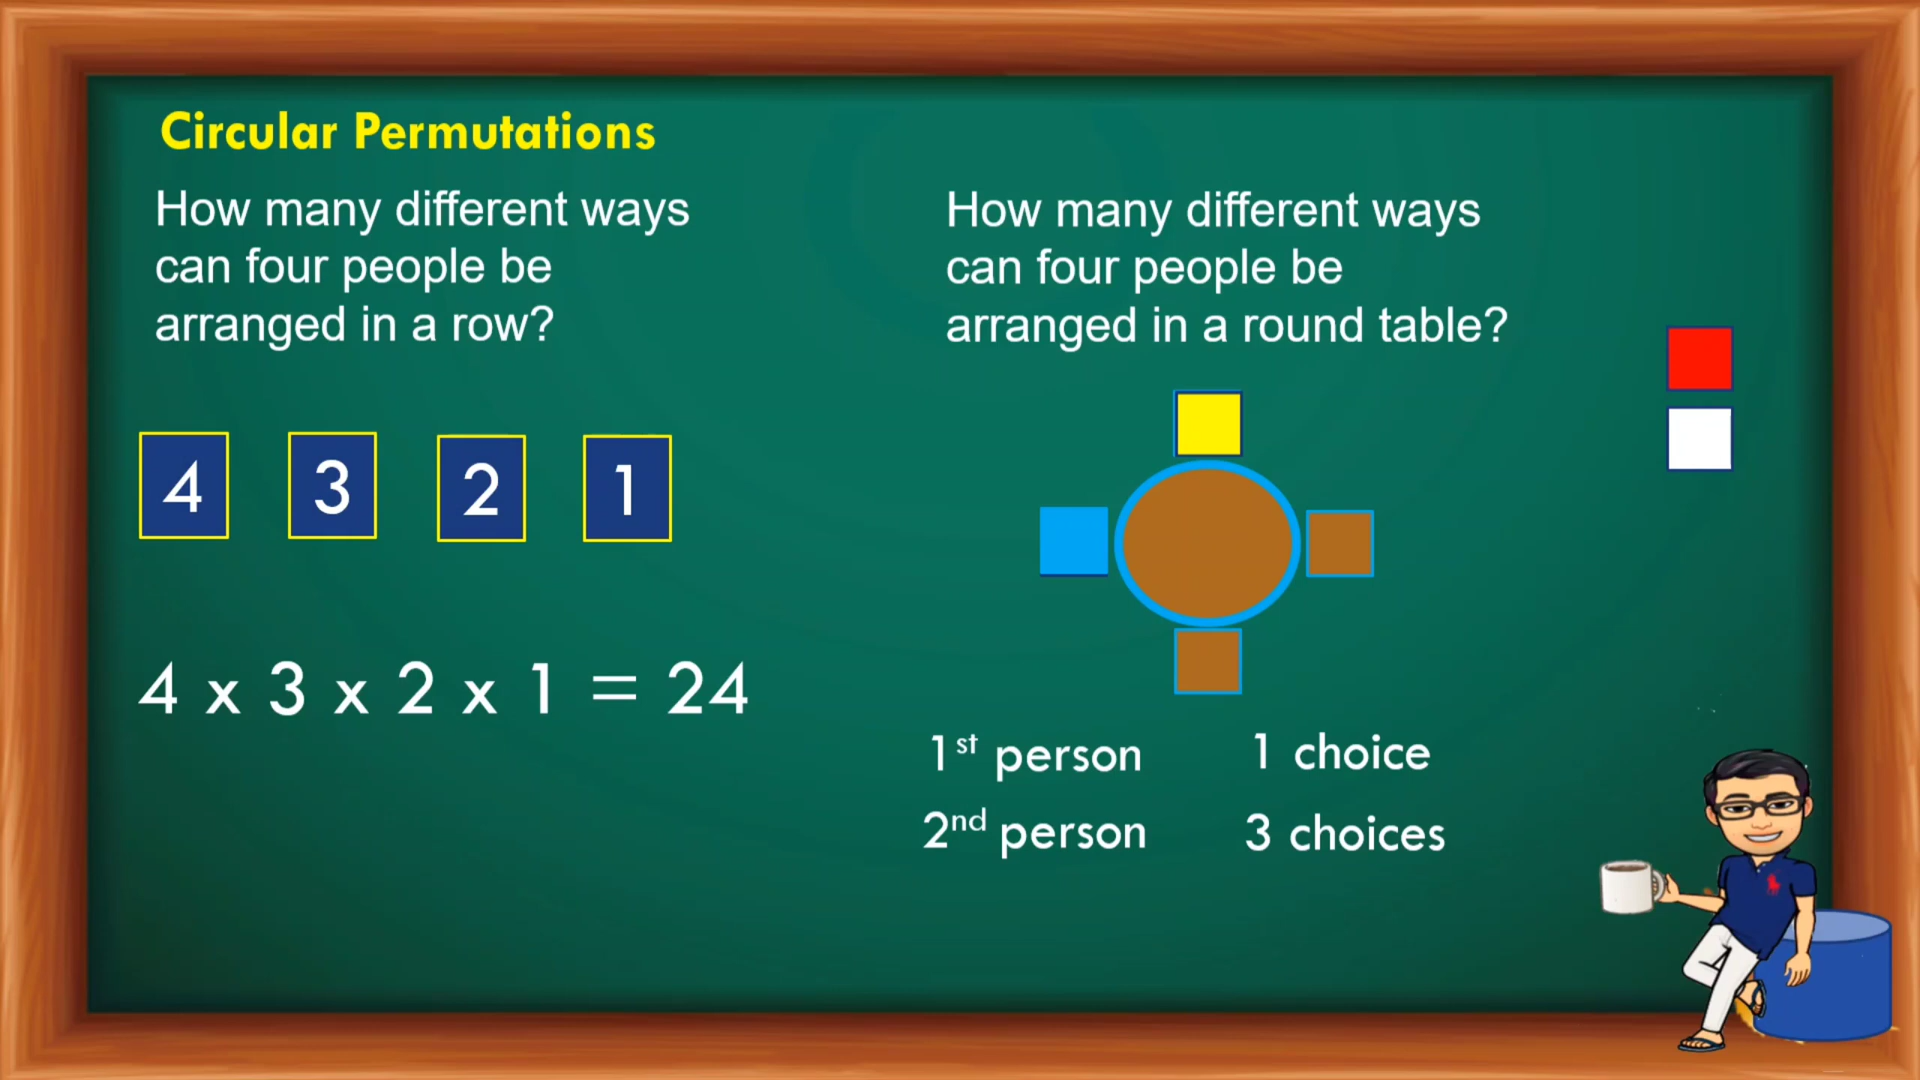 Circular Permutations
How many different ways
can four people be
arranged in a row?
4 3 2 1
4 x 3 x 2 x 1 = 24
How many different ways
can four people be
arranged in a round table?
1st person 1 choice
2nd person 3 choices